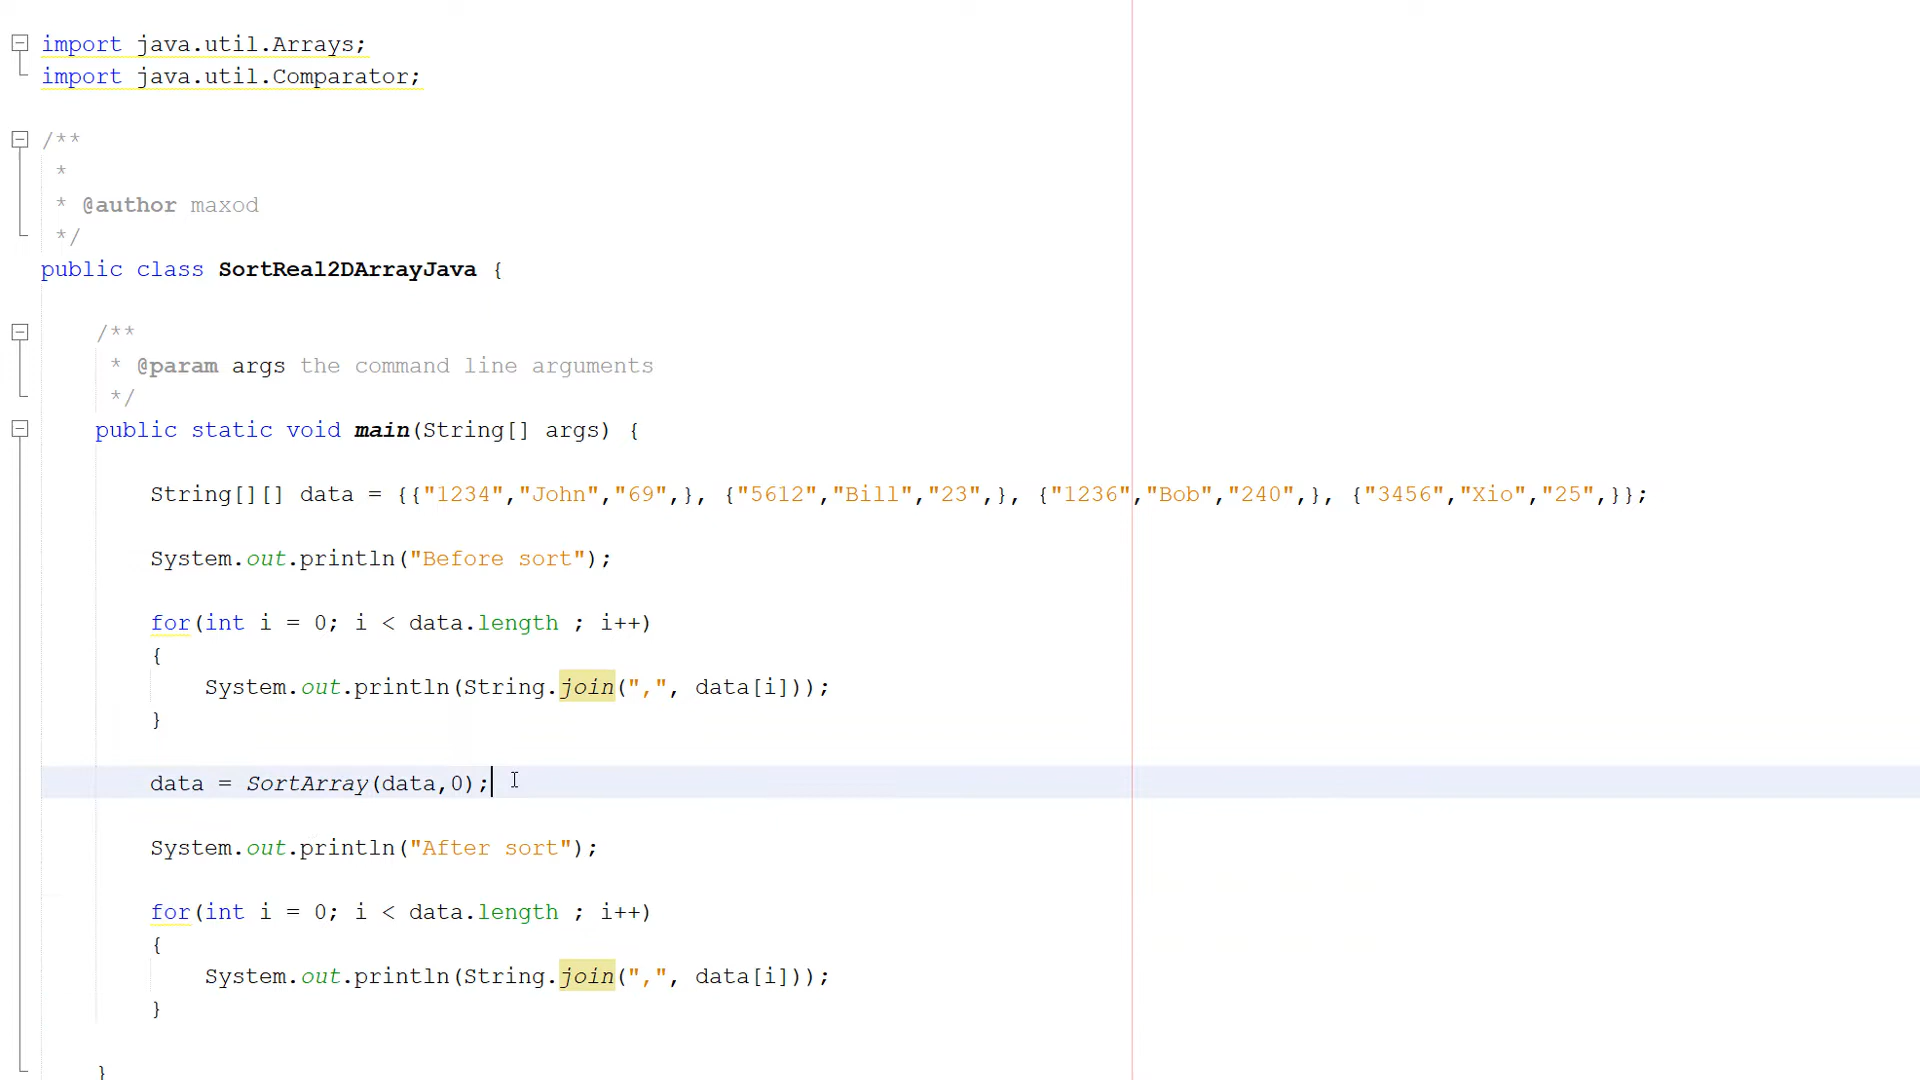 import java.util.Arrays;
import java.util.Comparator;
/**
*
* @author maxod
*/
public class SortReal2DArrayJava {
/**
* @param args the command line arguments
*/
public static void main(String[] args) {
String[][] data = {{"1234","John","69",}, {"5612","Bill","23",}, {"1236","Bob","240",}, {"3456","Xio","25",}};
System.out.println("Before sort");
for(int i = 0; i < data.length ; i++)
{
System.out.println(String.join(",", data[i]));
}
data = SortArray(data,0);
System.out.println("After sort");
for(int i = 0; i < data.length ; i++)
{
System.out.println(String.join(",", data[i]));
}
}